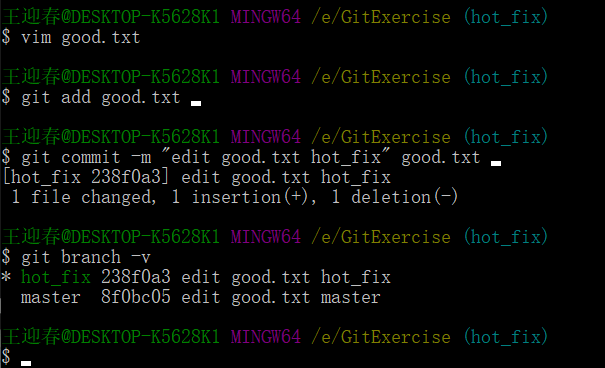 王迎春@DESKTOP-K5628K1 MINGW64 /e/GitExercise (hot_fix)
$ vim good.txt
王迎春@DESKTOP-K5628K1 MINGW64 /e/GitExercise (hot_fix)
$ git add good.txt
王迎春@DESKTOP-K5628K1 MINGW64 /e/GitExercise (hot_fix)
$ git commit -m "edit good.txt hot_fix" good.txt
[hot_fix 238f0a3] edit good.txt hot_fix
 1 file changed, 1 insertion(+), 1 deletion(-)
王迎春@DESKTOP-K5628K1 MINGW64 /e/GitExercise (hot_fix)
$ git branch -v
* hot_fix 238f0a3 edit good.txt hot_fix
  master  8f0bc05 edit good.txt master
王迎春@DESKTOP-K5628K1 MINGW64 /e/GitExercise (hot_fix)
$